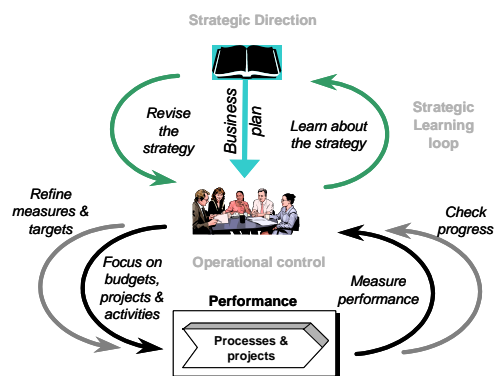 Strategic Direction
Revise
the
strategy
Business
plan
Learn about
the strategy
Strategic
Learning
loop
Refine
measures &
targets
Check
progress
Focus on
budgets,
projects &
activities
Operational control
Measure
performance
Performance
Processes &
projects